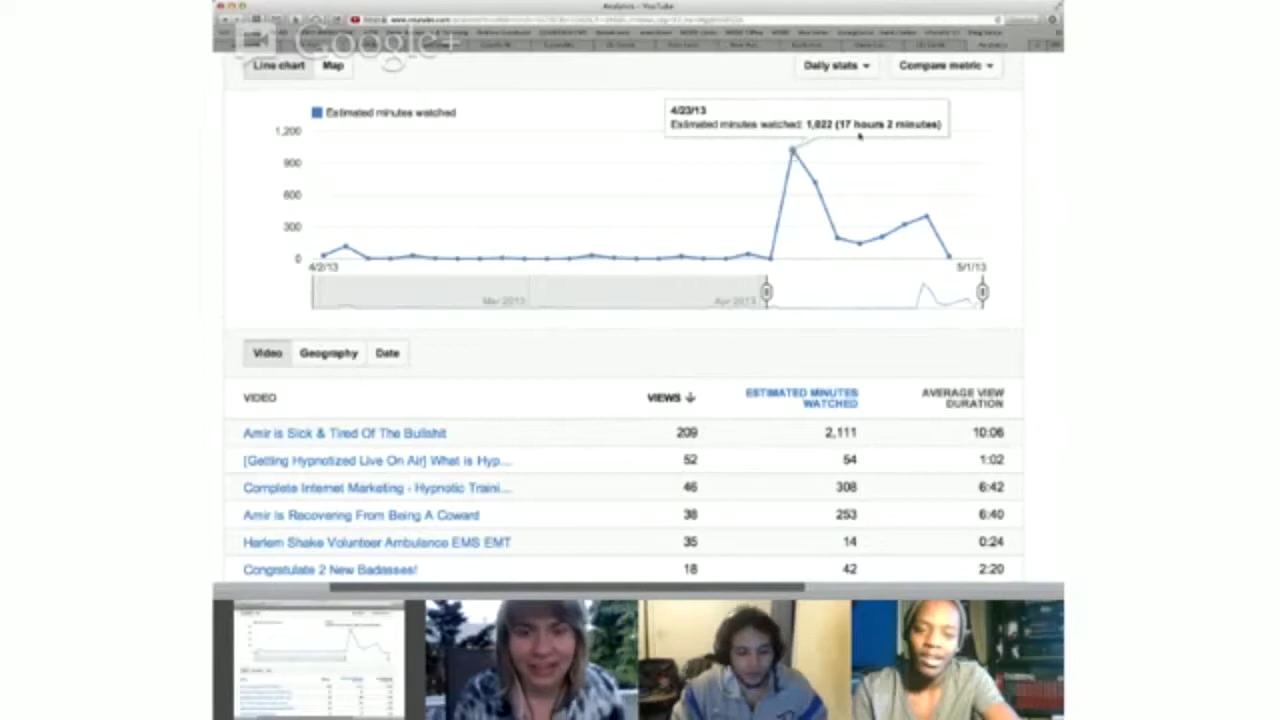 Analytics - YouTube
Google+
Line chart Map Daily stats Compare metric
4/23/13
Estimated minutes watched: 1,022 (17 hours 2 minutes)
Estimated minutes watched
1,200
900
600
300
0
4/2/13 5/1/13
Mar 2013 Apr 2013
Video Geography Date
VIDEO VIEWS ESTIMATED MINUTES WATCHED AVERAGE VIEW DURATION
Amir is Sick & Tired Of The Bullshit 209 2,111 10:06
[Getting Hypnotized Live On Air] What is Hyp... 52 54 1:02
Complete Internet Marketing - Hypnotic Traini... 46 308 6:42
Amir Is Recovering From Being A Coward 38 253 6:40
Harlem Shake Volunteer Ambulance EMS EMT 35 14 0:24
Congratulate 2 New Badasses! 18 42 2:20